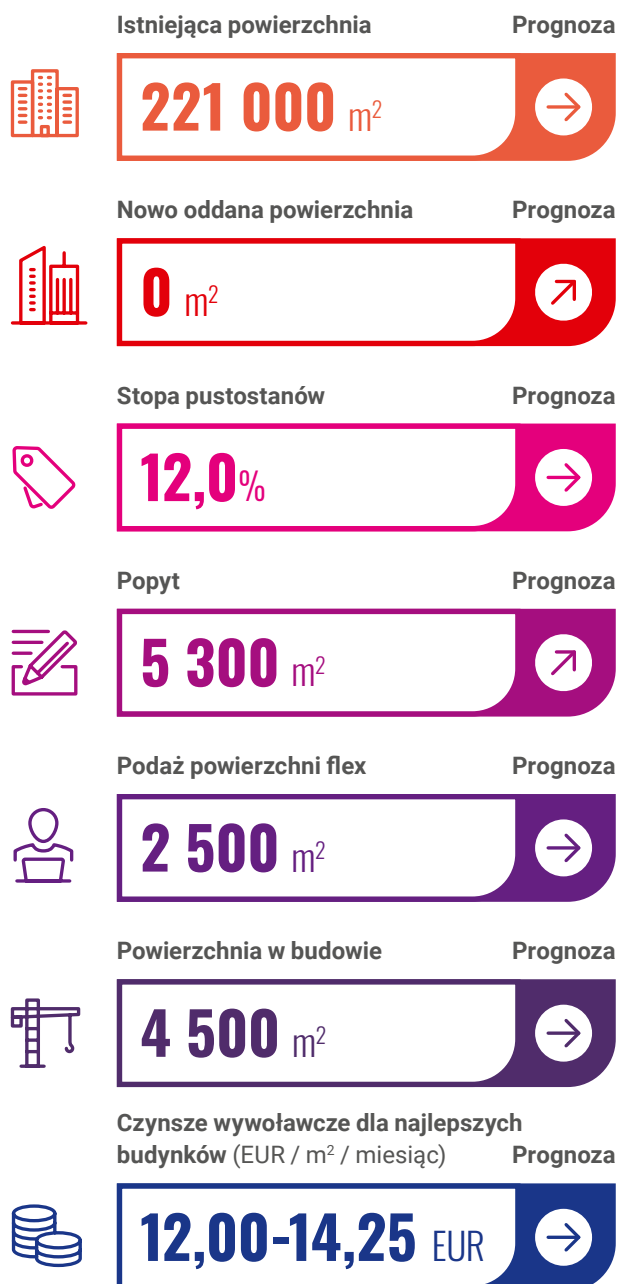 Istniejąca powierzchnia Prognoza
221 000 m²
Nowo oddana powierzchnia Prognoza
0 m²
Stopa pustostanów Prognoza
12,0%
Popyt Prognoza
5 300 m²
Podaż powierzchni flex Prognoza
2 500 m²
Powierzchnia w budowie Prognoza
4 500 m²
Czynsze wywoławcze dla najlepszych
budynków (EUR / m² / miesiąc) Prognoza
12,00-14,25 EUR